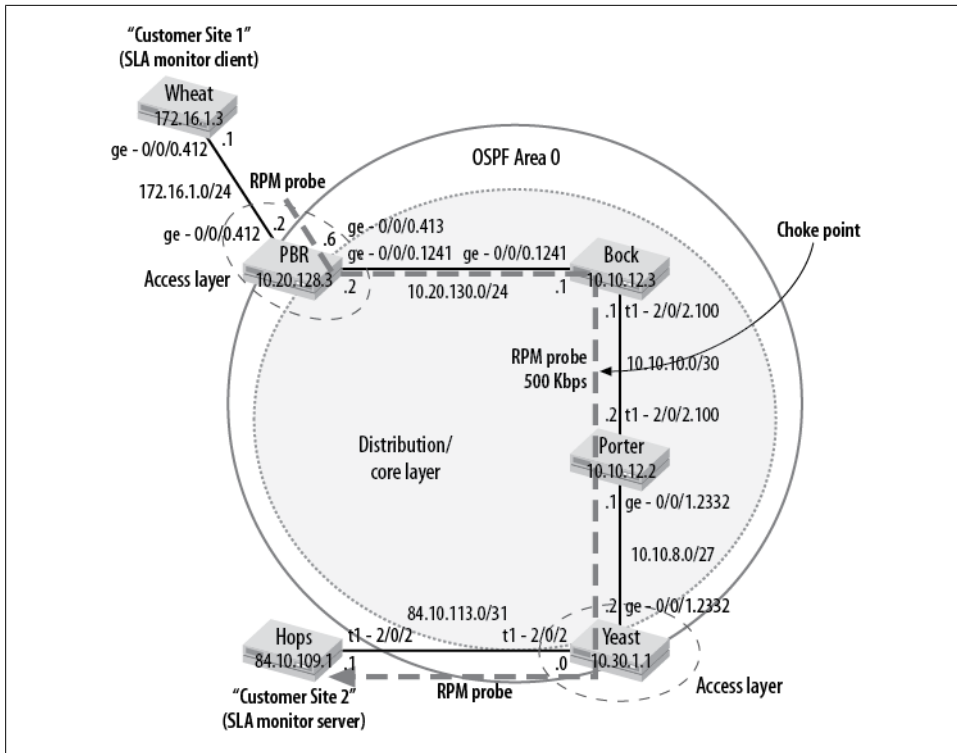 “Customer Site 1”
(SLA monitor client)
Wheat
172.16.1.3
.1
ge - 0/0/0.412
RPM probe
172.16.1.0/24
OSPF Area 0
ge - 0/0/0.412
.2
.6
ge - 0/0/0.413
ge - 0/0/0.1241
ge - 0/0/0.1241
Choke point
PBR
Bock
Access layer
10.20.128.3
10.10.12.3
.2
10.20.130.0/24
.1
.1
t1 - 2/0/2.100
RPM probe
500 Kbps
10.10.10.0/30
.2
t1 - 2/0/2.100
Distribution/
core layer
Porter
10.10.12.2
.1
ge - 0/0/1.2332
10.10.8.0/27
.2
ge - 0/0/1.2332
84.10.113.0/31
Hops
t1 - 2/0/2
t1 - 2/0/2
Yeast
84.10.109.1
.1
.0
10.30.1.1
“Customer Site 2”
(SLA monitor server)
RPM probe
Access layer